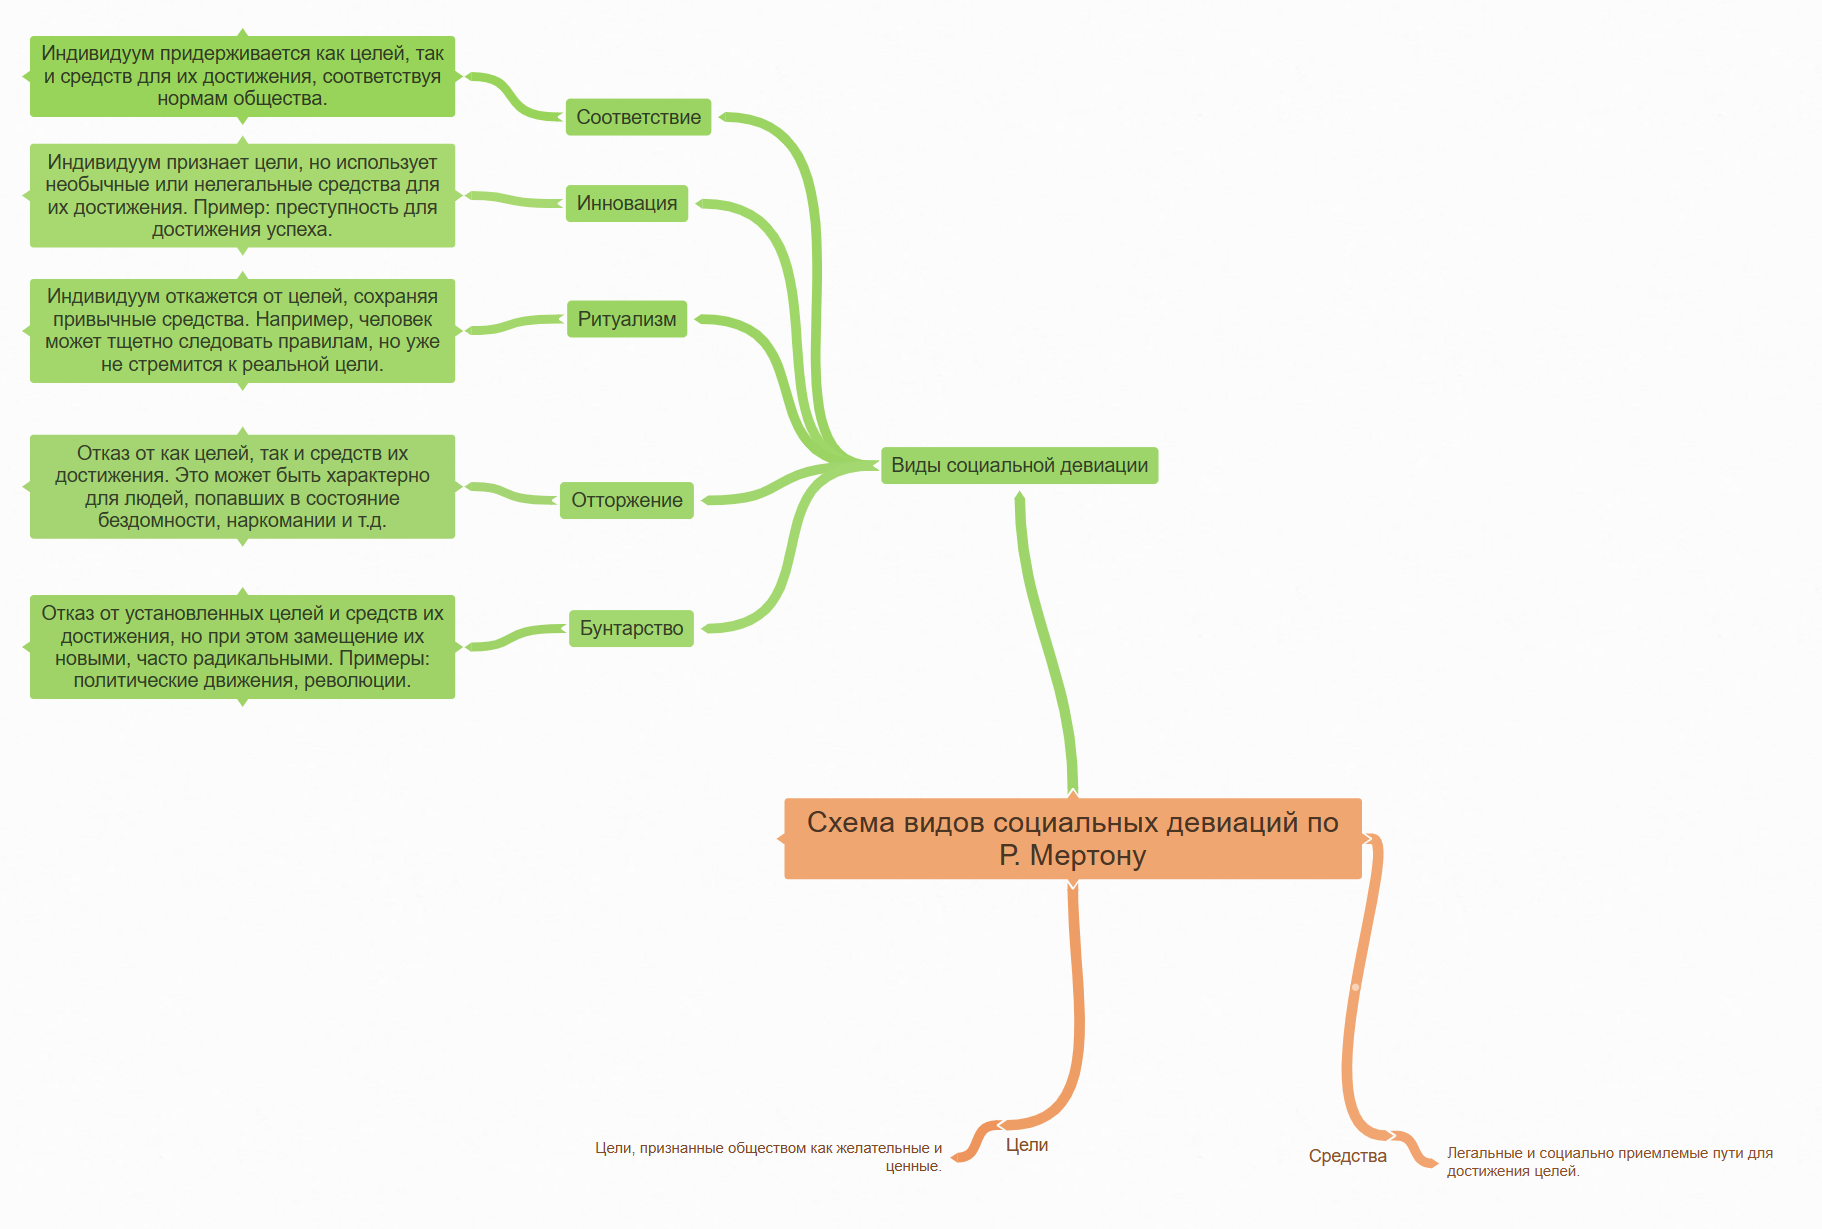 Индивидуум придерживается как целей, так
и средств для их достижения, соответствуя
нормам общества.
Соответствие
Индивидуум признает цели, но использует
необычные или нелегальные средства для
их достижения. Пример: преступность для
достижения успеха.
Инновация
Индивидуум откажется от целей, сохраняя
привычные средства. Например, человек
может тщетно следовать правилам, но уже
не стремится к реальной цели.
Ритуализм
Отказ от как целей, так и средств их
достижения. Это может быть характерно
для людей, попавших в состояние
бездомности, наркомании и т.д.
Отторжение
Отказ от установленных целей и средств их
достижения, но при этом замещение их
новыми, часто радикальными. Примеры:
политические движения, революции.
Бунтарство
Виды социальной девиации
Схема видов социальных девиаций по
Р. Мертону
Цели, признанные обществом как желательные и
ценные.
Цели
Средства
Легальные и социально приемлемые пути для
достижения целей.